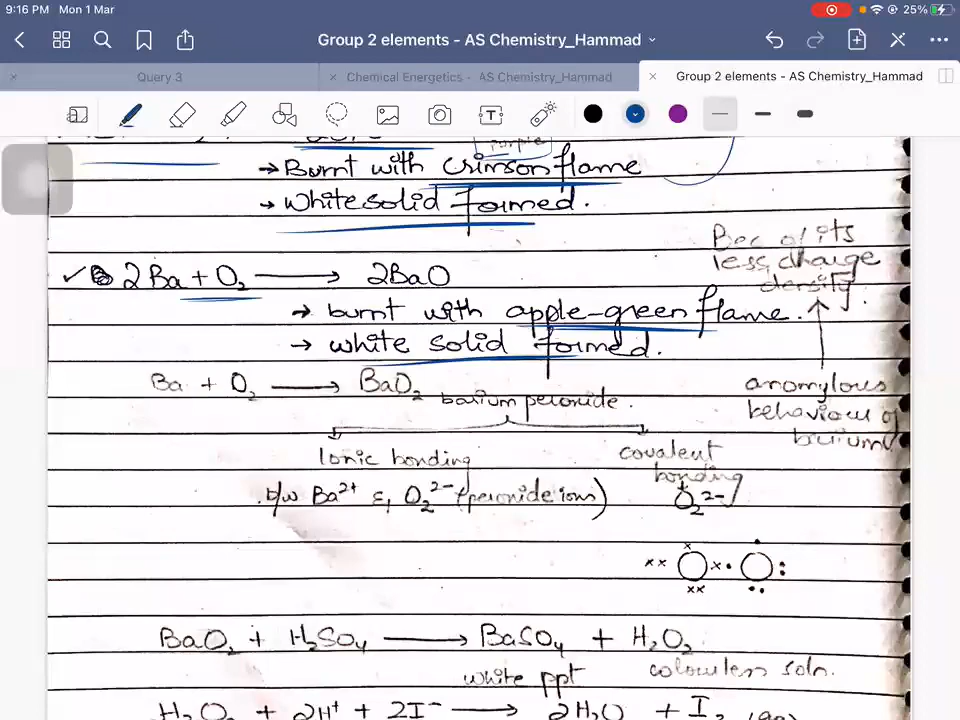 9:16 PM Mon 1 Mar
25%
Group 2 elements - AS Chemistry_Hammad
Query 3
Chemical Energetics - AS Chemistry_Hammad
Group 2 elements - AS Chemistry_Hammad
purple
→ Burnt with crimson flame
→ white solid formed.
Bec of its
less charge
density.
✓ 2Ba + O₂ ⟶ 2BaO
→ burnt with apple-green flame.
→ white solid formed.
Ba + O₂ ⟶ BaO₂
barium peroxide.
anomylous
behaviour of
barium
Ionic bonding
b/w Ba²⁺ & O₂²⁻ (peroxide ions)
covalent
bonding
O₂²⁻
BaO₂ + H₂SO₄ ⟶ BaSO₄ + H₂O₂
white ppt
colourless soln.
H₂O₂ + 2H⁺ + 2I⁻ ⟶ 2H₂O + I₂ (aq)